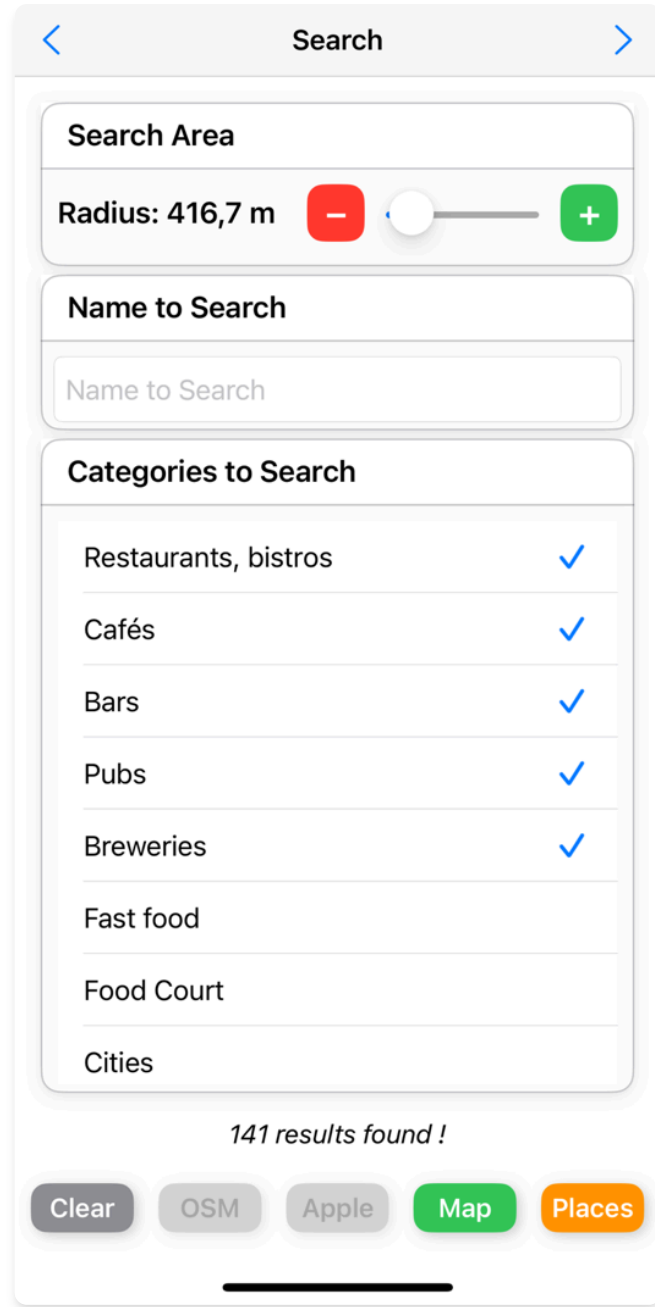 Search
Search Area
Radius: 416,7 m − +
Name to Search
Name to Search
Categories to Search
Restaurants, bistros
Cafés
Bars
Pubs
Breweries
Fast food
Food Court
Cities
141 results found !
Clear OSM Apple Map Places